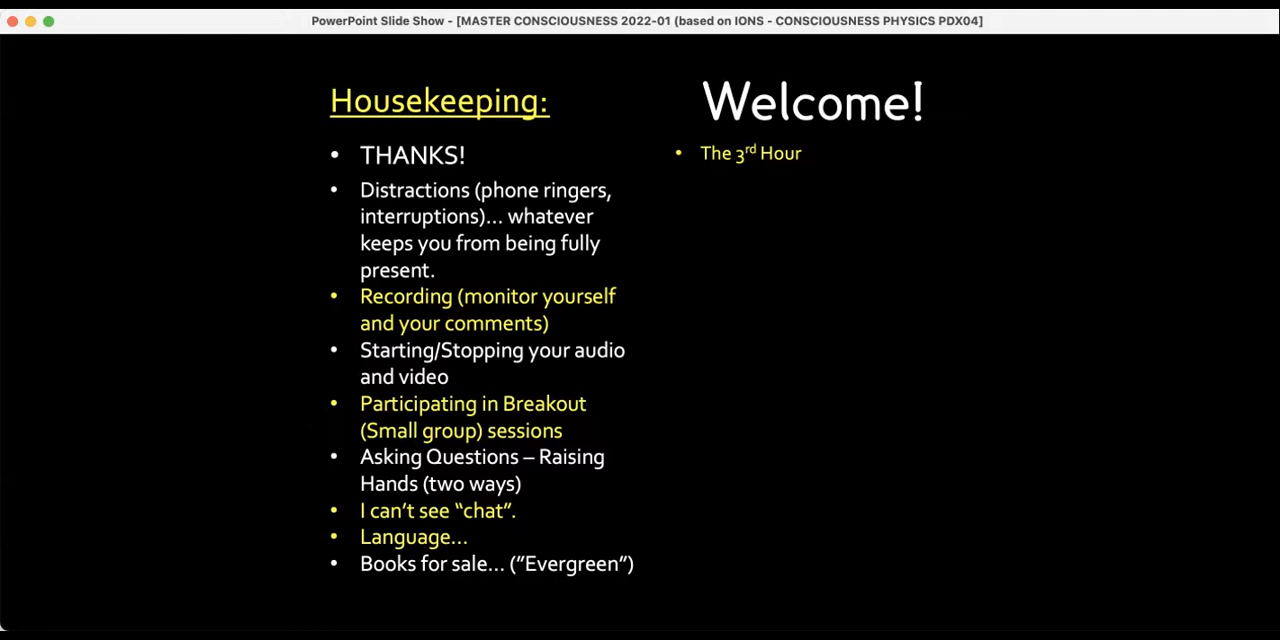 PowerPoint Slide Show - [MASTER CONSCIOUSNESS 2022-01 (based on IONS - CONSCIOUSNESS PHYSICS PDX04]
Housekeeping:
• THANKS!
• Distractions (phone ringers,
interruptions)... whatever
keeps you from being fully
present.
• Recording (monitor yourself
and your comments)
• Starting/Stopping your audio
and video
• Participating in Breakout
(Small group) sessions
• Asking Questions – Raising
Hands (two ways)
• I can't see “chat”.
• Language...
• Books for sale... (”Evergreen”)
Welcome!
• The 3rd Hour